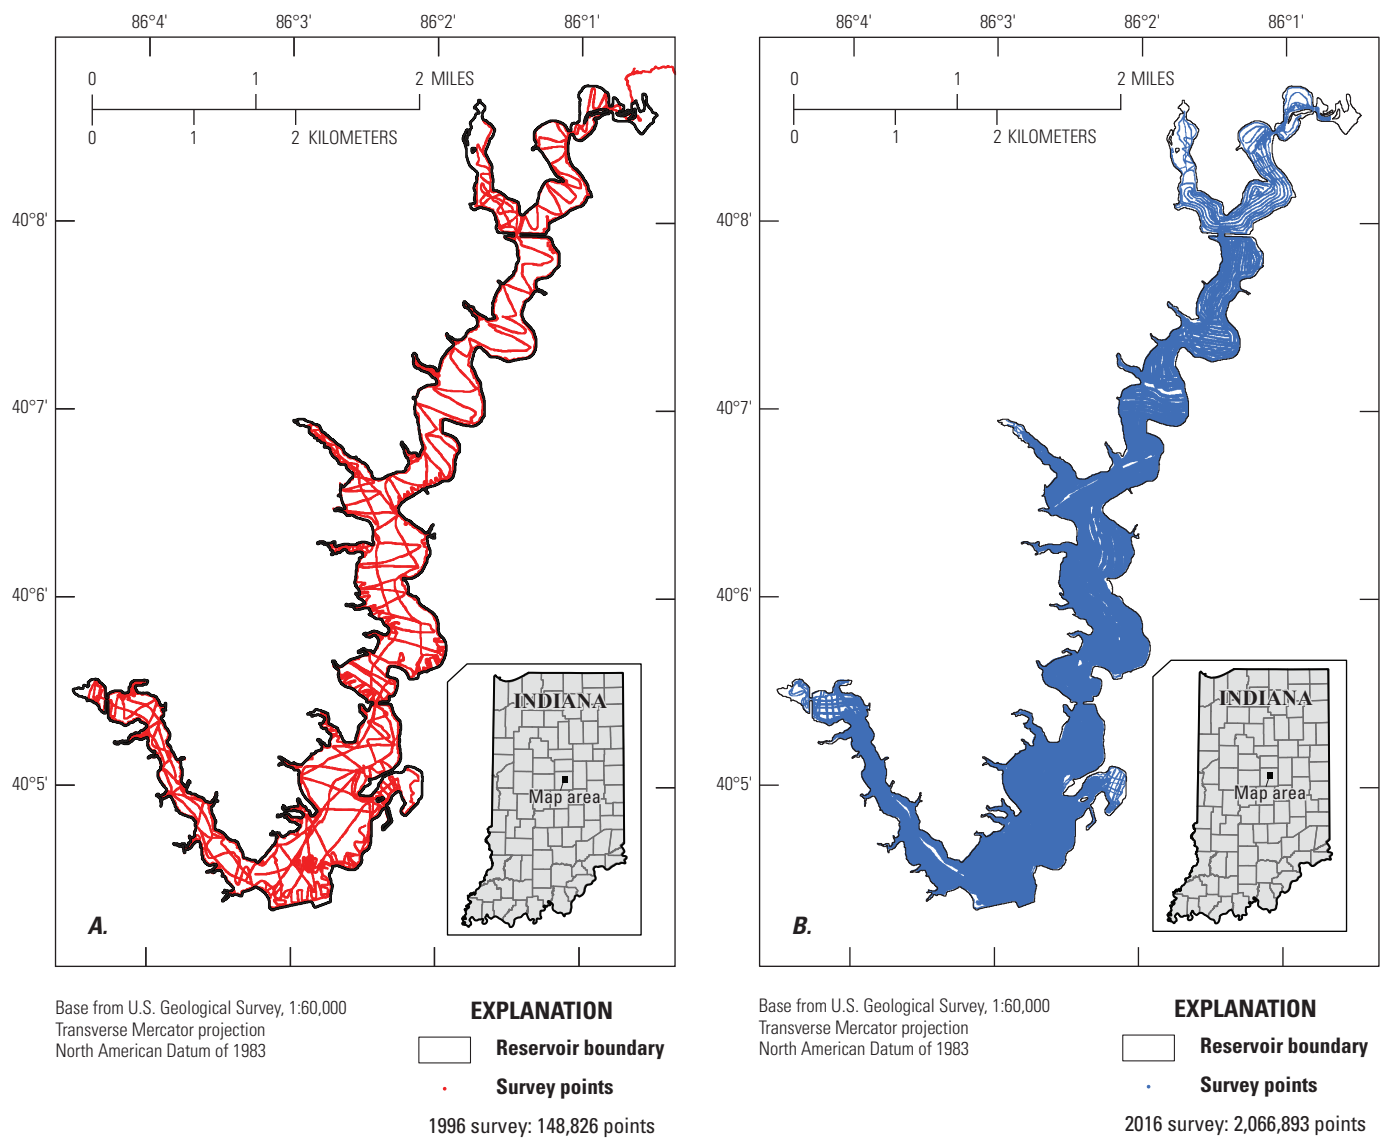 86°4' 86°3' 86°2' 86°1'
0 1 2 MILES
0 1 2 KILOMETERS
40°8'
40°7'
40°6'
40°5'
INDIANA
Map area
A.
Base from U.S. Geological Survey, 1:60,000
Transverse Mercator projection
North American Datum of 1983
EXPLANATION
Reservoir boundary
Survey points
1996 survey: 148,826 points
86°4' 86°3' 86°2' 86°1'
0 1 2 MILES
0 1 2 KILOMETERS
40°8'
40°7'
40°6'
40°5'
INDIANA
Map area
B.
Base from U.S. Geological Survey, 1:60,000
Transverse Mercator projection
North American Datum of 1983
EXPLANATION
Reservoir boundary
Survey points
2016 survey: 2,066,893 points